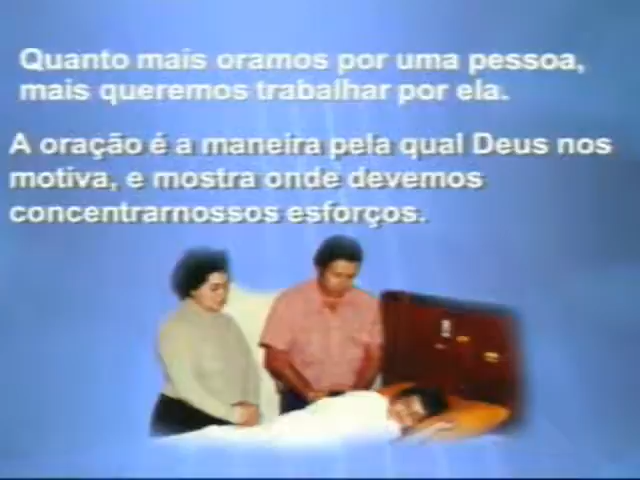 Quanto mais oramos por uma pessoa,
mais queremos trabalhar por ela.
A oração é a maneira pela qual Deus nos
motiva, e mostra onde devemos
concentrarnossos esforços.